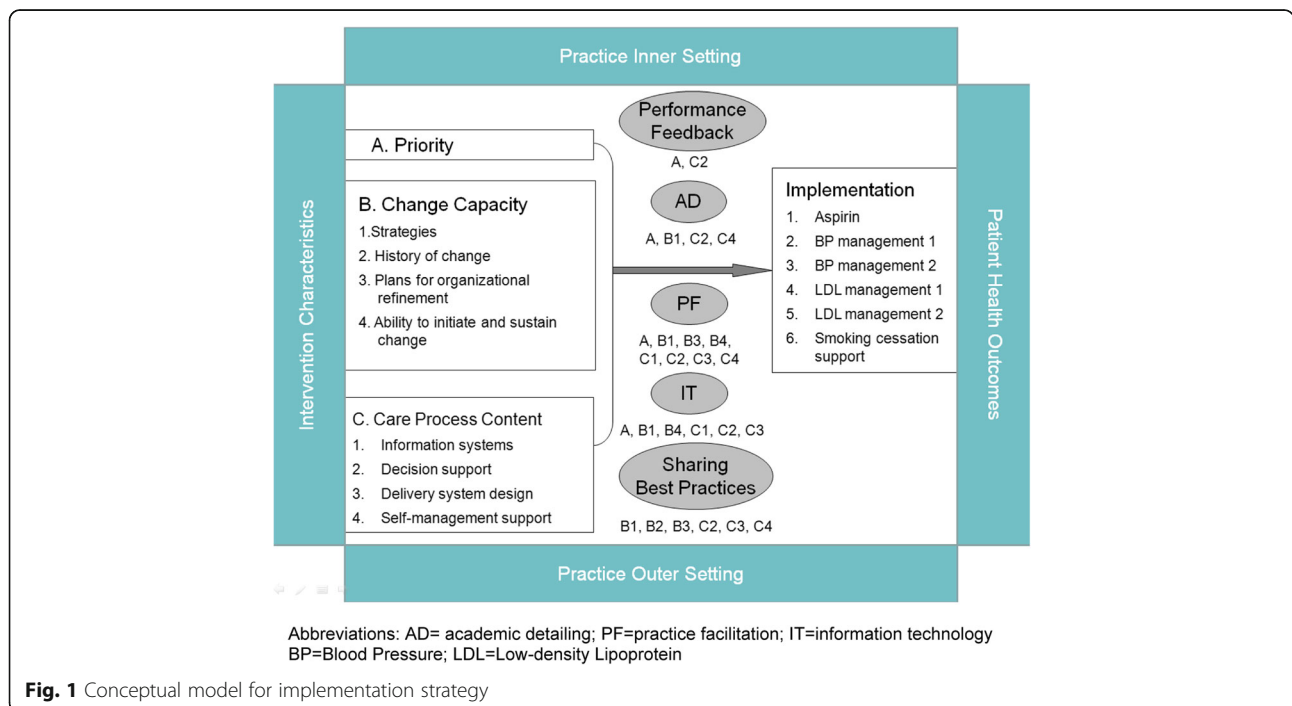 Practice Inner Setting
Intervention Characteristics
A. Priority
B. Change Capacity
1.Strategies
2. History of change
3. Plans for organizational
refinement
4. Ability to initiate and sustain
change
C. Care Process Content
1. Information systems
2. Decision support
3. Delivery system design
4. Self-management support
Performance
Feedback
A, C2
AD
A, B1, C2, C4
PF
A, B1, B3, B4,
C1, C2, C3, C4
IT
A, B1, B4, C1, C2, C3
Sharing
Best Practices
B1, B2, B3, C2, C3, C4
Implementation
1. Aspirin
2. BP management 1
3. BP management 2
4. LDL management 1
5. LDL management 2
6. Smoking cessation
support
Patient Health Outcomes
Practice Outer Setting
Abbreviations: AD= academic detailing; PF=practice facilitation; IT=information technology
BP=Blood Pressure; LDL=Low-density Lipoprotein
Fig. 1 Conceptual model for implementation strategy